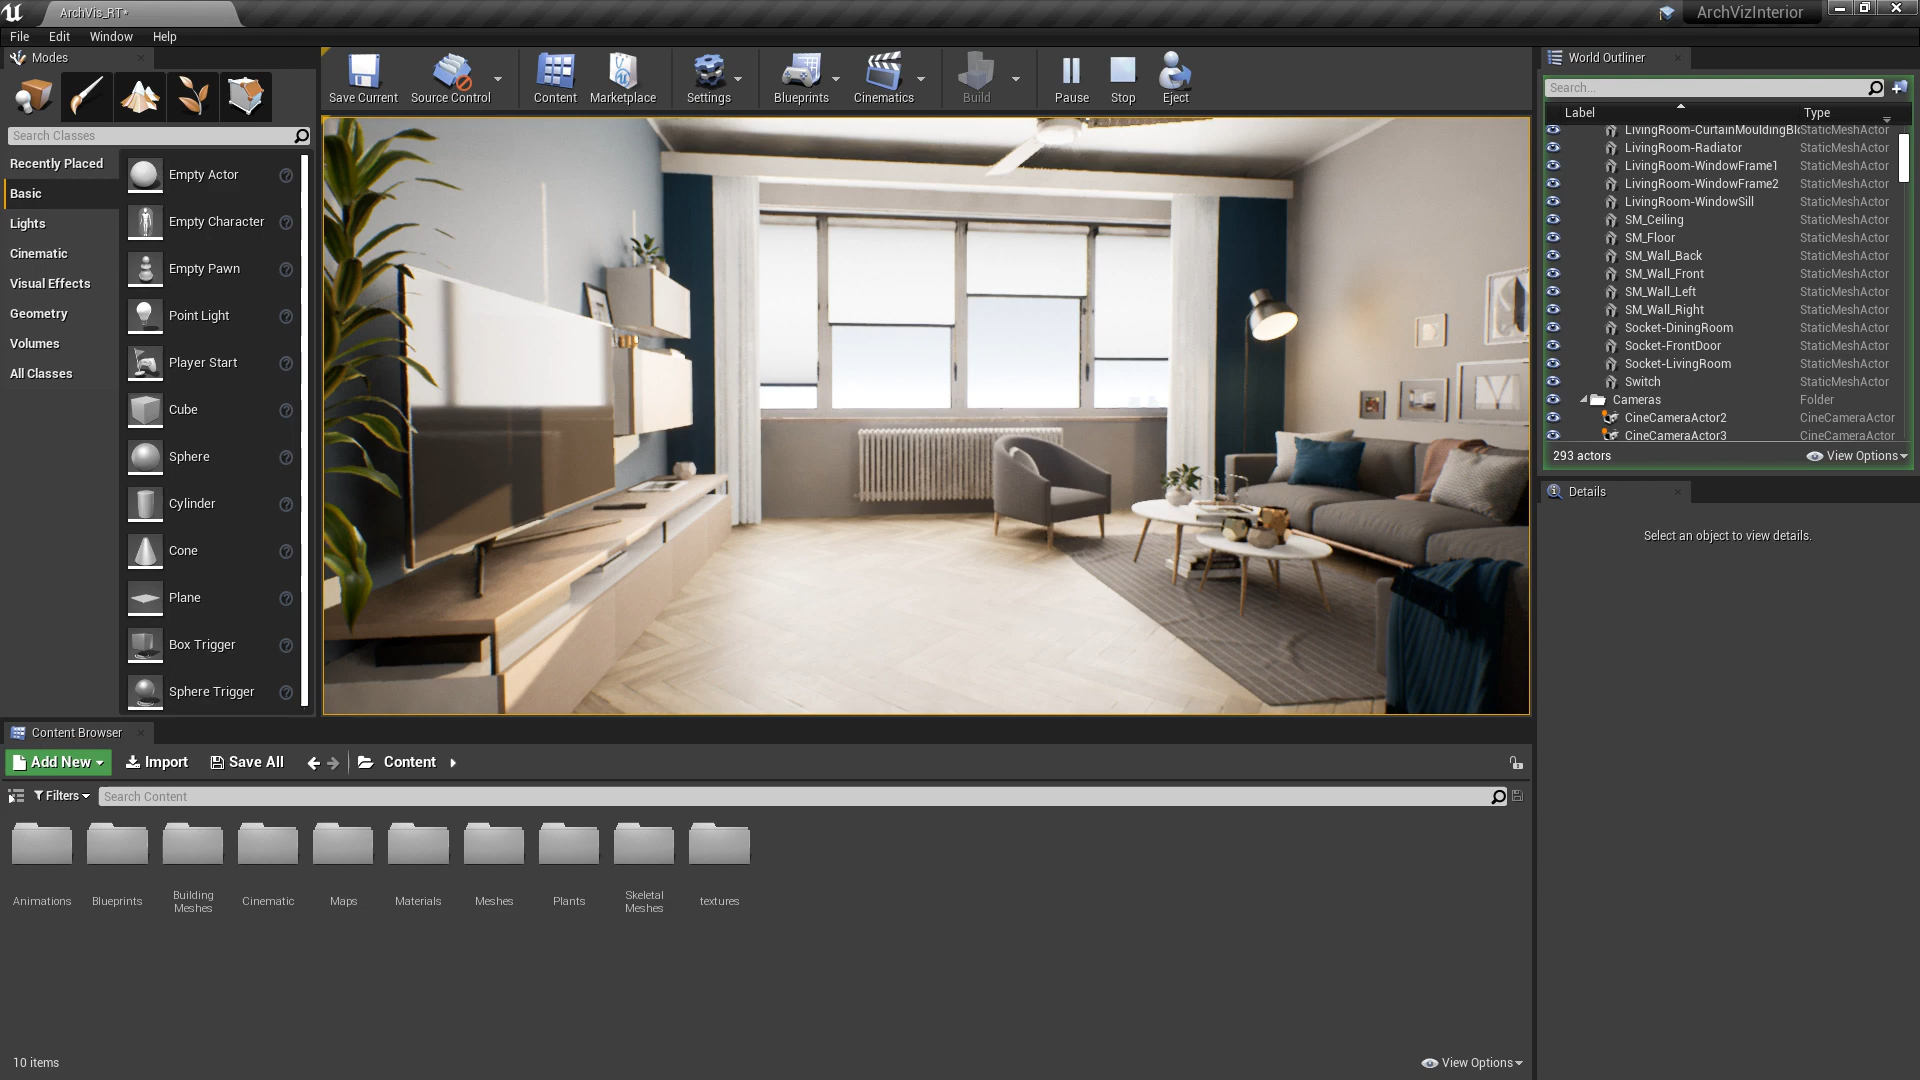 ArchVis_RT*
ArchVizInterior
File Edit Window Help
Modes
Search Classes
Recently Placed
Basic
Lights
Cinematic
Visual Effects
Geometry
Volumes
All Classes
Empty Actor
Empty Character
Empty Pawn
Point Light
Player Start
Cube
Sphere
Cylinder
Cone
Plane
Box Trigger
Sphere Trigger
Save Current
Source Control
Content
Marketplace
Settings
Blueprints
Cinematics
Build
Pause
Stop
Eject
World Outliner
Search...
Label Type
LivingRoom-CurtainMouldingBl StaticMeshActor
LivingRoom-Radiator StaticMeshActor
LivingRoom-WindowFrame1 StaticMeshActor
LivingRoom-WindowFrame2 StaticMeshActor
LivingRoom-WindowSill StaticMeshActor
SM_Ceiling StaticMeshActor
SM_Floor StaticMeshActor
SM_Wall_Back StaticMeshActor
SM_Wall_Front StaticMeshActor
SM_Wall_Left StaticMeshActor
SM_Wall_Right StaticMeshActor
Socket-DiningRoom StaticMeshActor
Socket-FrontDoor StaticMeshActor
Socket-LivingRoom StaticMeshActor
Switch StaticMeshActor
Cameras Folder
CineCameraActor2 CineCameraActor
CineCameraActor3 CineCameraActor
293 actors View Options
Details
Select an object to view details.
Content Browser
Add New Import Save All Content
Filters Search Content
Animations
Blueprints
Building
Meshes
Cinematic
Maps
Materials
Meshes
Plants
Skeletal
Meshes
textures
10 items View Options